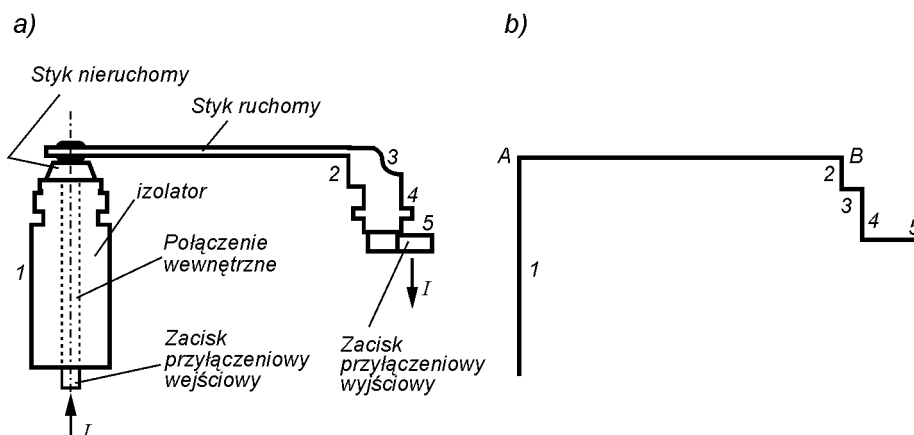 a)
b)
Styk nieruchomy
Styk ruchomy
3
2
izolator
4
5
Połączenie
wewnętrzne
1
I
Zacisk
przyłączeniowy
wejściowy
Zacisk
przyłączeniowy
wyjściowy
I
A
B
2
3
4
5
1